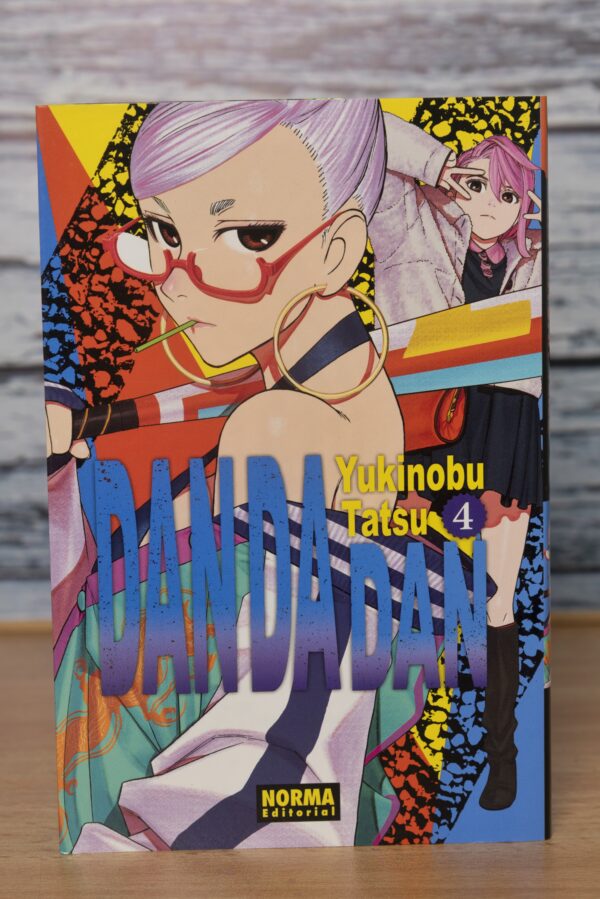 Yukinobu
Tatsu 4
DANDADAN
NORMA
Editorial